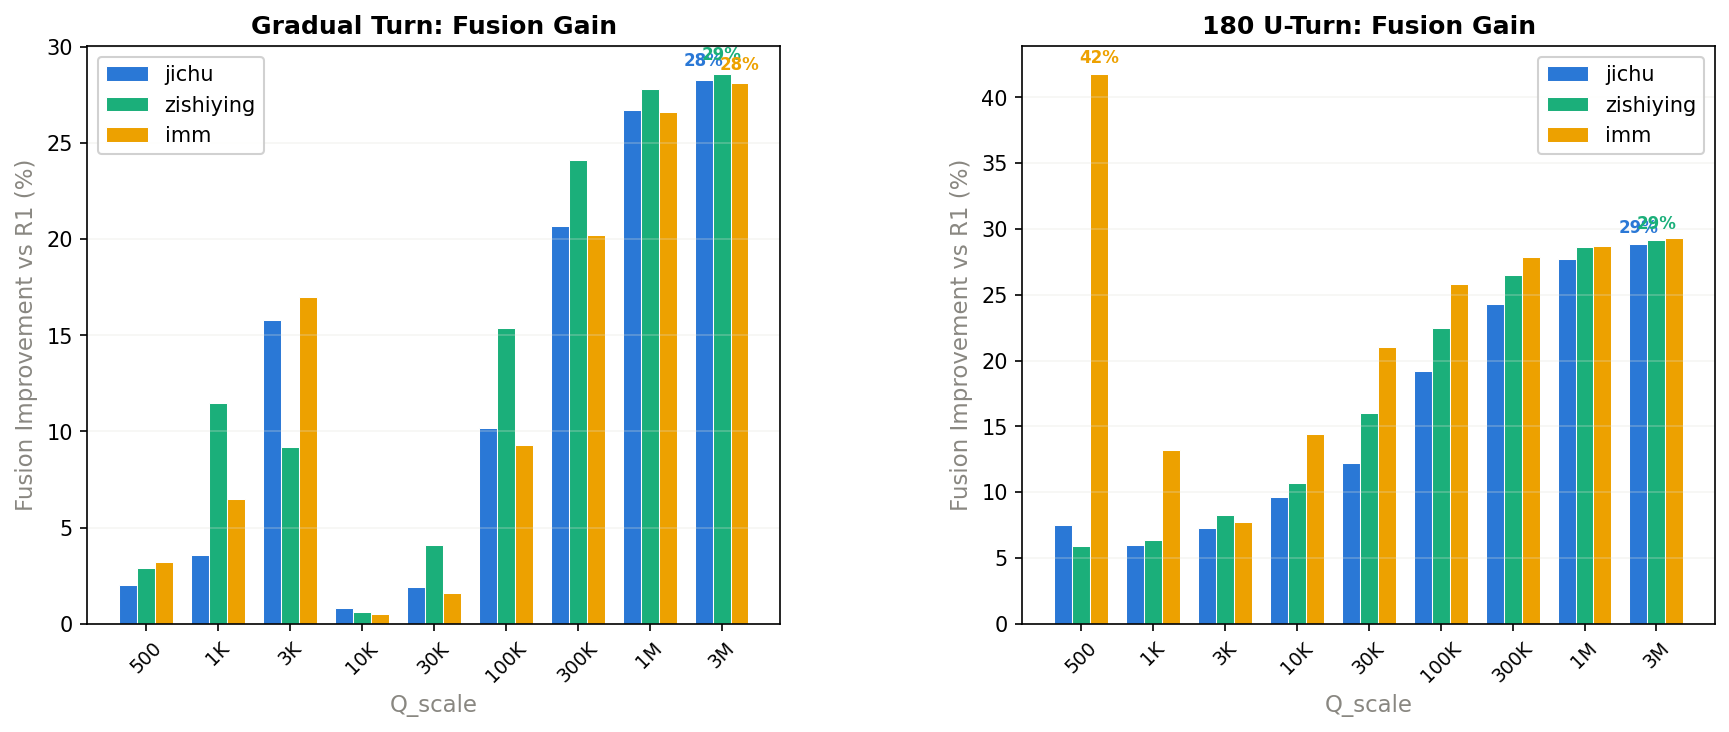 Gradual Turn: Fusion Gain
Fusion Improvement vs R1 (%)
30
25
20
15
10
5
0
jichu
zishiying
imm
28%
29%
28%
500
1K
3K
10K
30K
100K
300K
1M
3M
Q_scale
180 U-Turn: Fusion Gain
Fusion Improvement vs R1 (%)
40
35
30
25
20
15
10
5
0
42%
jichu
zishiying
imm
29%
29%
500
1K
3K
10K
30K
100K
300K
1M
3M
Q_scale